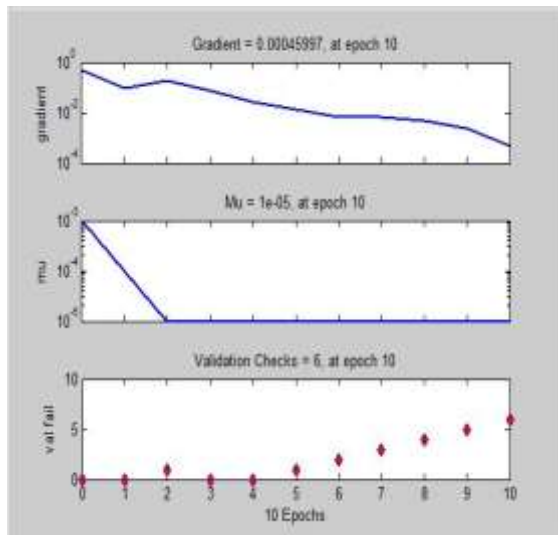 Gradient = 0.00045997, at epoch 10
10^0
10^-2
10^-4
gradient
Mu = 1e-05, at epoch 10
10^-3
10^-4
10^-5
mu
Validation Checks = 6, at epoch 10
10
5
0
val fail
0 1 2 3 4 5 6 7 8 9 10
10 Epochs